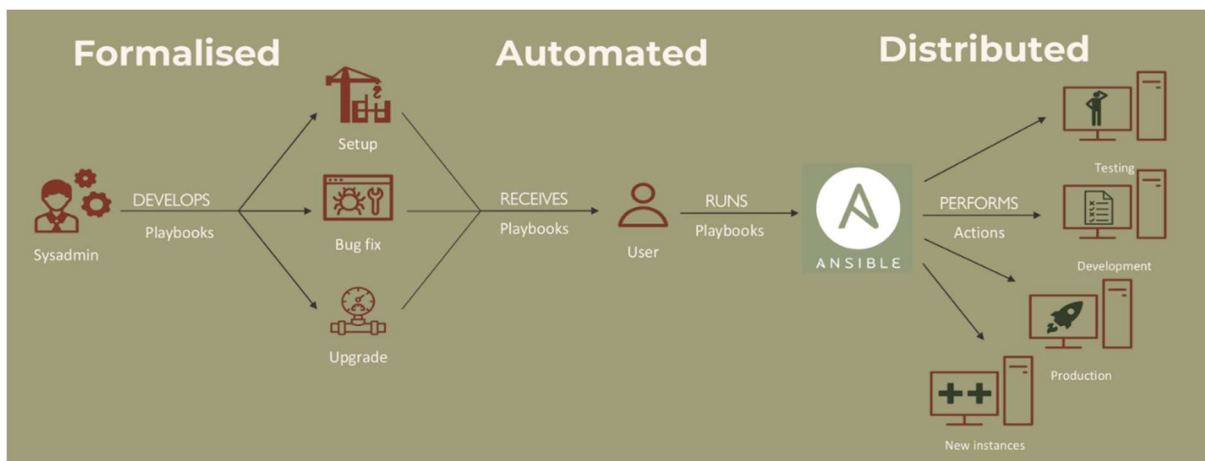 Formalised
Automated
Distributed
Sysadmin
DEVELOPS
Playbooks
Setup
Bug fix
Upgrade
RECEIVES
Playbooks
User
RUNS
Playbooks
ANSIBLE
PERFORMS
Actions
Testing
Development
Production
New instances